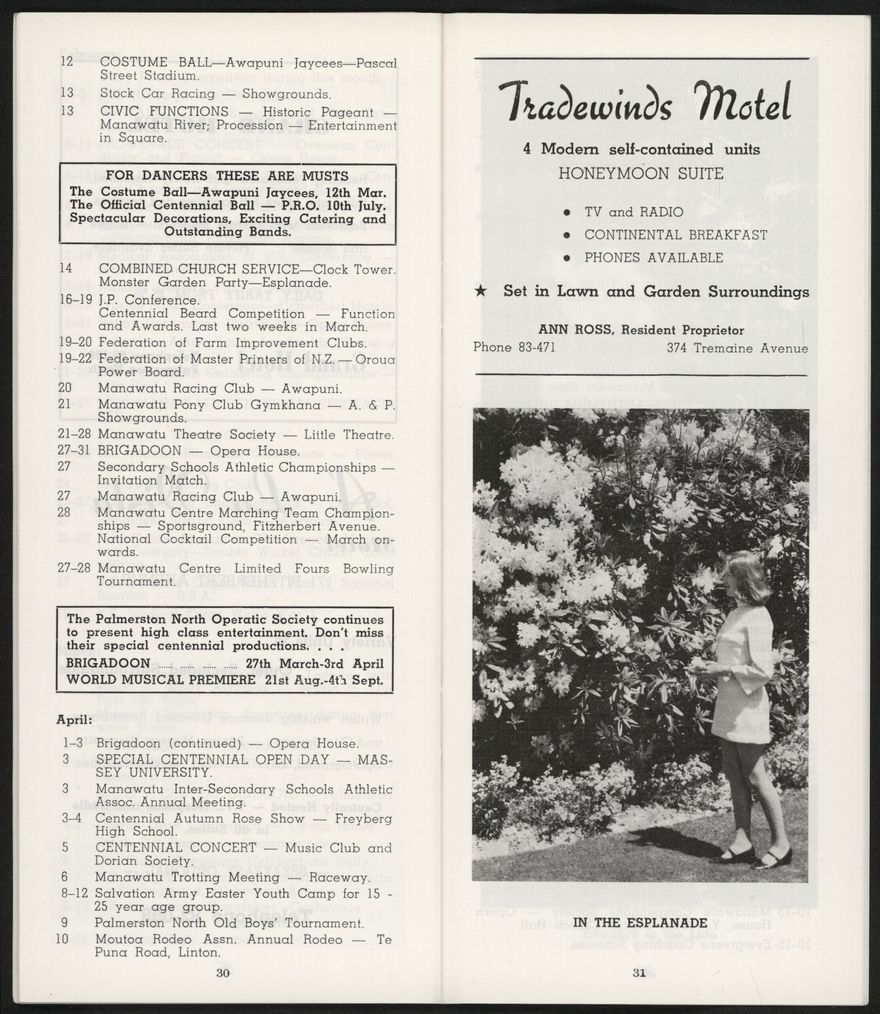 12 COSTUME BALL—Awapuni Jaycees—Pascal
Street Stadium.
13 Stock Car Racing — Showgrounds.
13 CIVIC FUNCTIONS — Historic Pageant —
Manawatu River; Procession — Entertainment
in Square.
FOR DANCERS THESE ARE MUSTS
The Costume Ball—Awapuni Jaycees, 12th Mar.
The Official Centennial Ball — P.R.O. 10th July.
Spectacular Decorations, Exciting Catering and
Outstanding Bands.
14 COMBINED CHURCH SERVICE—Clock Tower.
Monster Garden Party—Esplanade.
16-19 J.P. Conference.
Centennial Beard Competition — Function
and Awards. Last two weeks in March.
19-20 Federation of Farm Improvement Clubs.
19-22 Federation of Master Printers of N.Z. — Oroua
Power Board.
20 Manawatu Racing Club — Awapuni.
21 Manawatu Pony Club Gymkhana — A. & P.
Showgrounds.
21-28 Manawatu Theatre Society — Little Theatre.
27-31 BRIGADOON — Opera House.
27 Secondary Schools Athletic Championships —
Invitation Match.
27 Manawatu Racing Club — Awapuni.
28 Manawatu Centre Marching Team Champion-
ships — Sportsground, Fitzherbert Avenue.
National Cocktail Competition — March on-
wards.
27-28 Manawatu Centre Limited Fours Bowling
Tournament.
The Palmerston North Operatic Society continues
to present high class entertainment. Don't miss
their special centennial productions. . . .
BRIGADOON ...... ...... ...... ...... 27th March-3rd April
WORLD MUSICAL PREMIERE 21st Aug.-4th Sept.
April:
1-3 Brigadoon (continued) — Opera House.
3 SPECIAL CENTENNIAL OPEN DAY — MAS-
SEY UNIVERSITY.
3 Manawatu Inter-Secondary Schools Athletic
Assoc. Annual Meeting.
3-4 Centennial Autumn Rose Show — Freyberg
High School.
5 CENTENNIAL CONCERT — Music Club and
Dorian Society.
6 Manawatu Trotting Meeting — Raceway.
8-12 Salvation Army Easter Youth Camp for 15 -
25 year age group.
9 Palmerston North Old Boys' Tournament.
10 Moutoa Rodeo Assn. Annual Rodeo — Te
Puna Road, Linton.
30
Tradewinds Motel
4 Modern self-contained units
HONEYMOON SUITE
● TV and RADIO
● CONTINENTAL BREAKFAST
● PHONES AVAILABLE
★ Set in Lawn and Garden Surroundings
ANN ROSS, Resident Proprietor
Phone 83-471 374 Tremaine Avenue
IN THE ESPLANADE
31